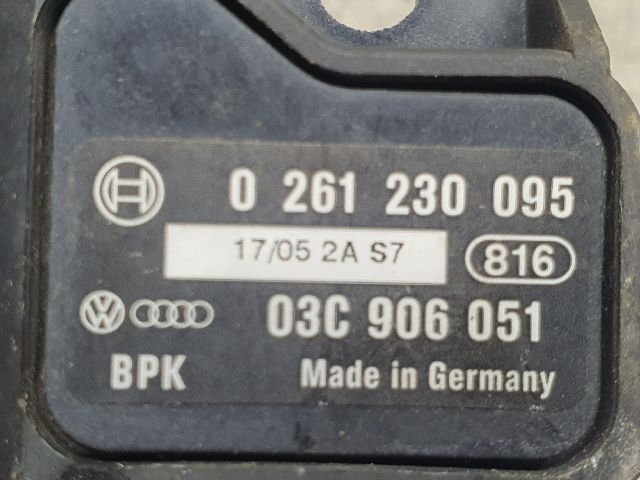 0 261 230 095
17/05 2A S7 816
03C 906 051
BPK Made in Germany